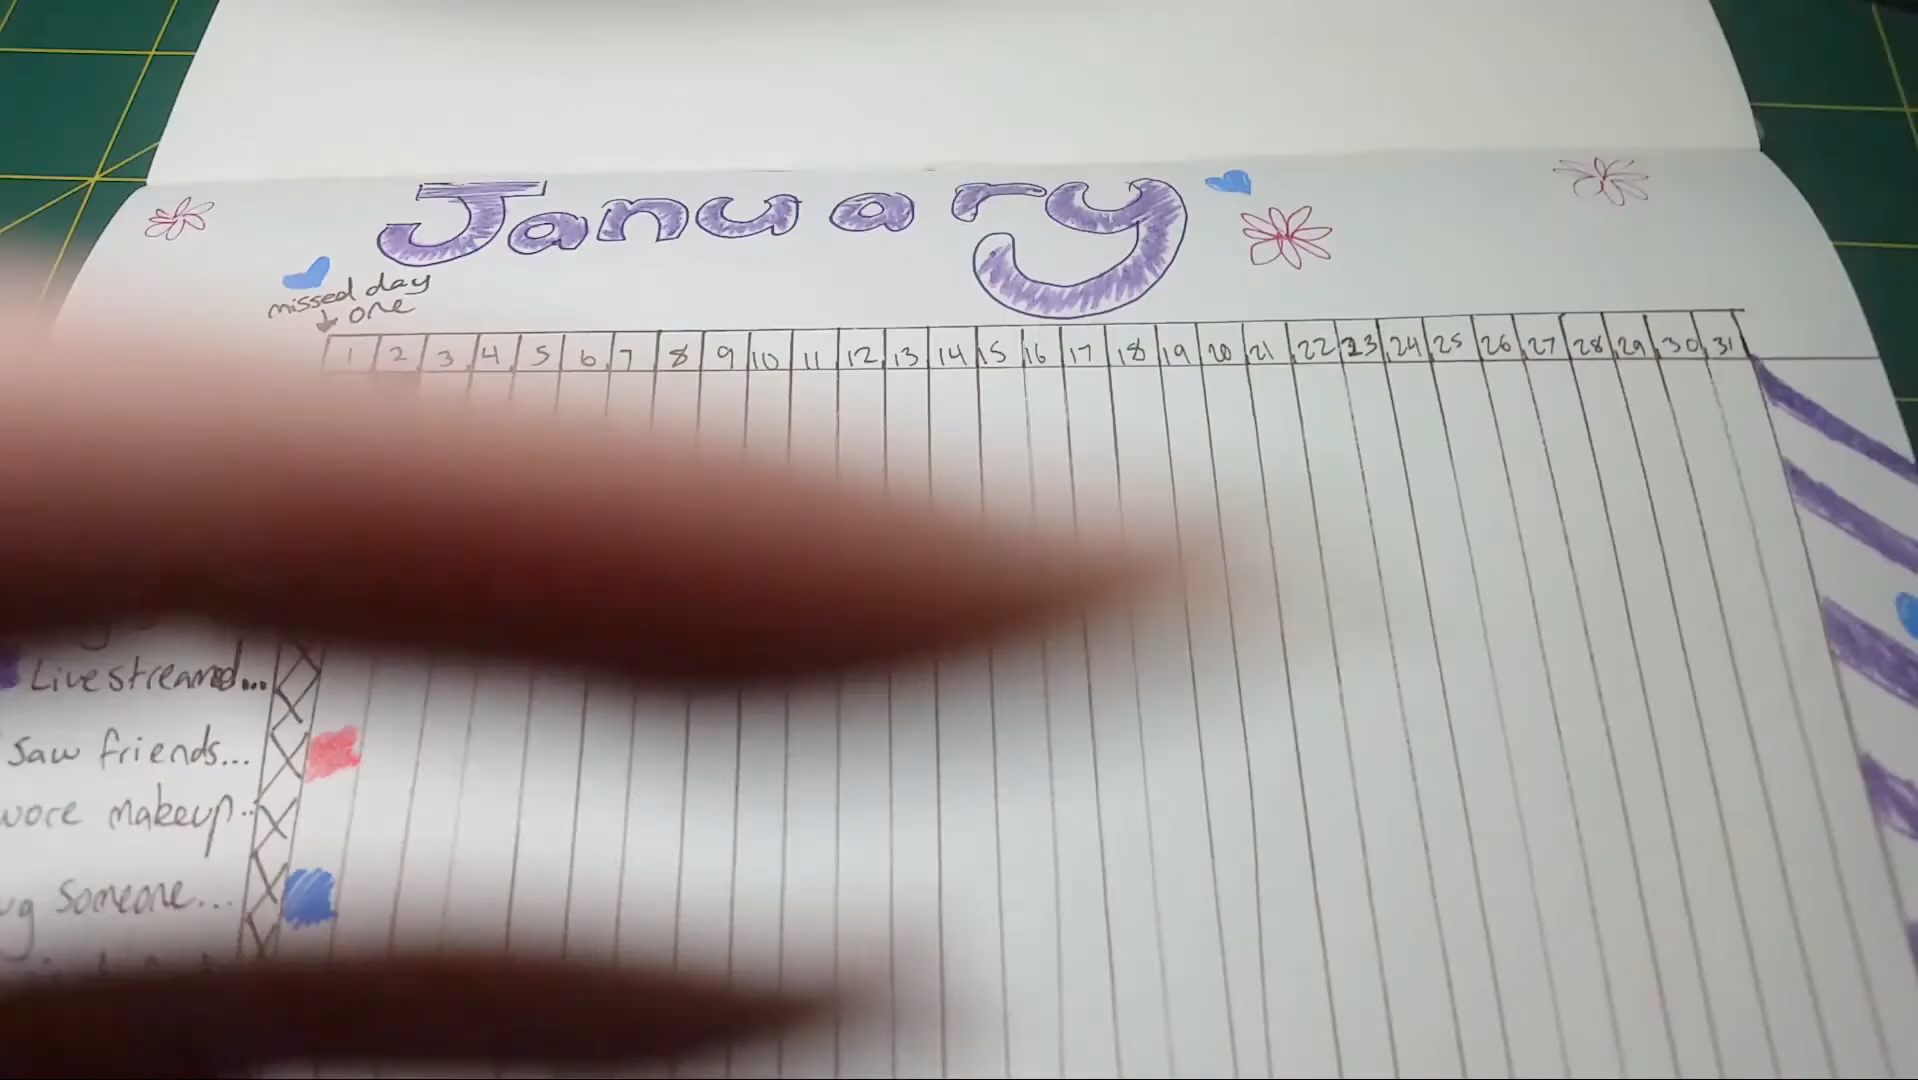 January
missed day
one
1 2 3 4 5 6 7 8 9 10 11 12 13 14 15 16 17 18 19 20 21 22 23 24 25 26 27 28 29 30 31
Livestreamed...
Saw friends...
wore makeup..
someone...